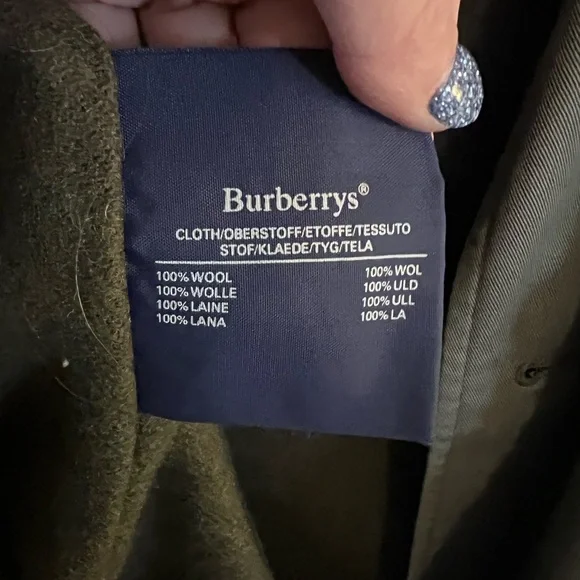 Burberrys®
CLOTH/OBERSTOFF/ETOFFE/TESSUTO
STOF/KLAEDE/TYG/TELA
100% WOOL 100% WOL
100% WOLLE 100% ULD
100% LAINE 100% ULL
100% LANA 100% LA